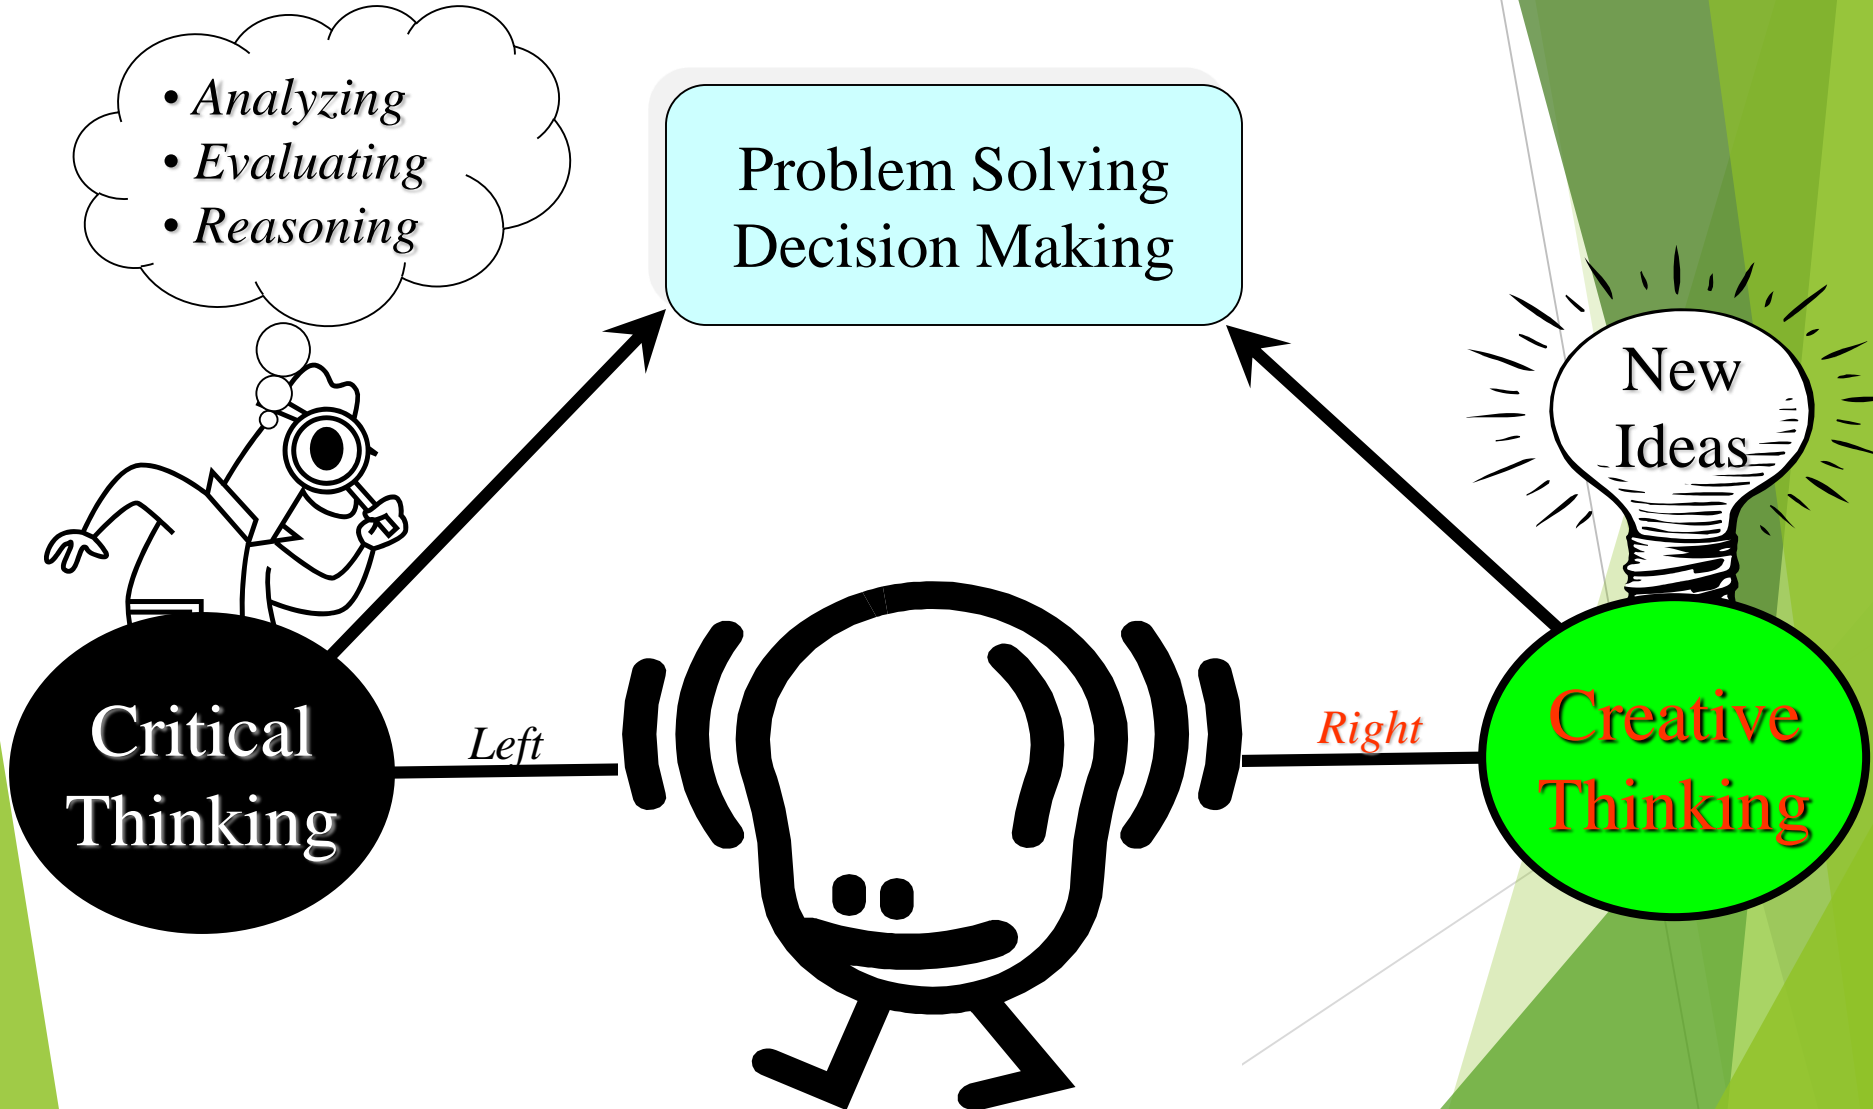 • Analyzing
• Evaluating
• Reasoning
Problem Solving
Decision Making
New
Ideas
Critical
Thinking
Left
Right
Creative
Thinking